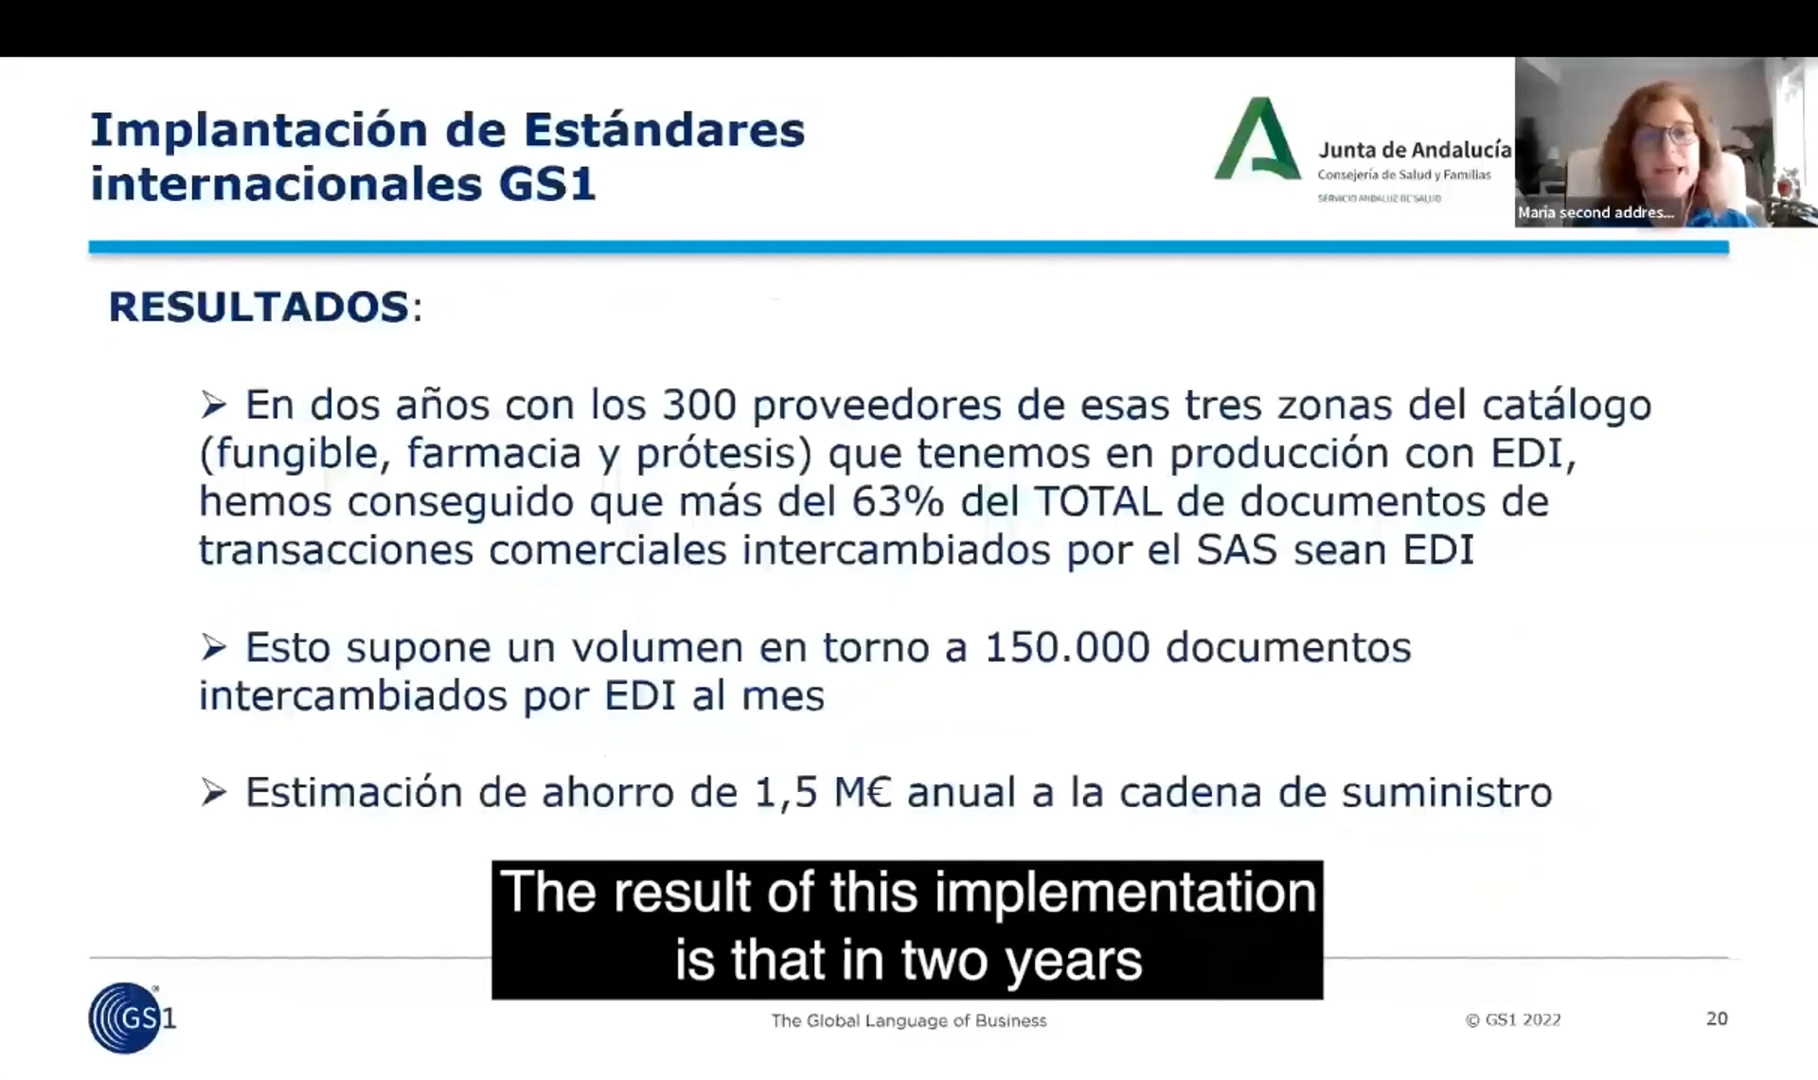 Implantación de Estándares
internacionales GS1
Junta de Andalucía
Consejería de Salud y Familias
SERVICIO ANDALUZ DE SALUD
Maria second addres...
RESULTADOS:
➢ En dos años con los 300 proveedores de esas tres zonas del catálogo
(fungible, farmacia y prótesis) que tenemos en producción con EDI,
hemos conseguido que más del 63% del TOTAL de documentos de
transacciones comerciales intercambiados por el SAS sean EDI
➢ Esto supone un volumen en torno a 150.000 documentos
intercambiados por EDI al mes
➢ Estimación de ahorro de 1,5 M€ anual a la cadena de suministro
The result of this implementation
is that in two years
GS1
The Global Language of Business
© GS1 2022
20